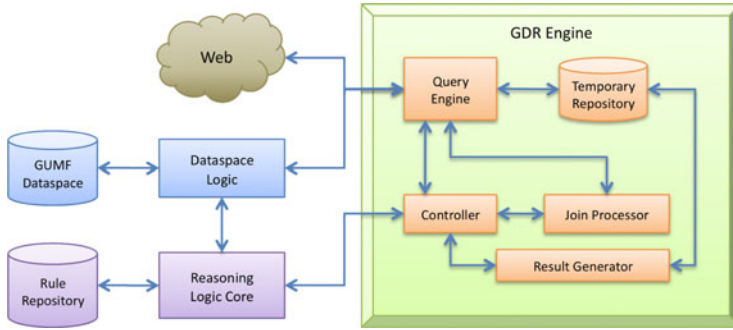 GDR Engine
Web
Query
Engine
Temporary
Repository
GUMF
Dataspace
Dataspace
Logic
Controller
Join Processor
Rule
Repository
Reasoning
Logic Core
Result Generator